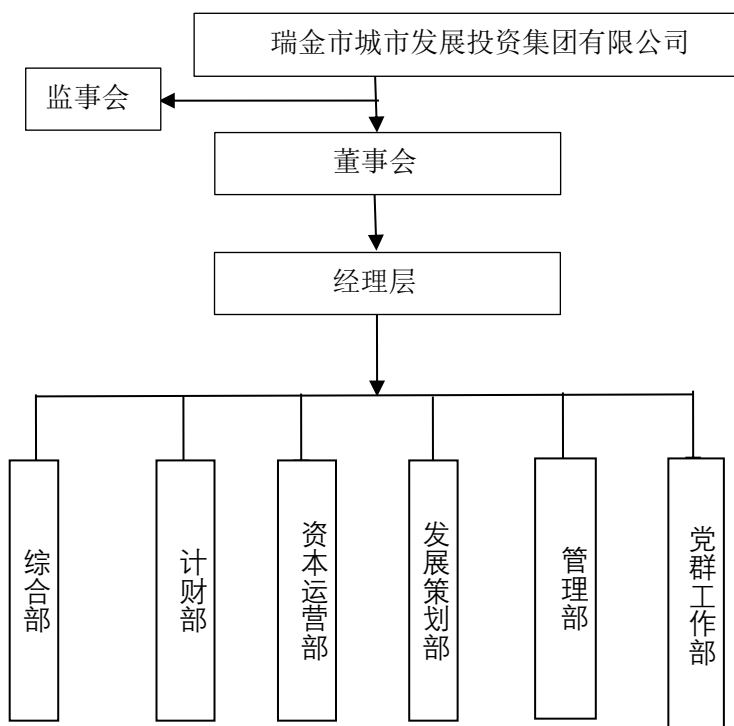 瑞金市城市发展投资集团有限公司
监事会
董事会
经理层
综合部
计财部
资本运营部
发展策划部
管理部
党群工作部